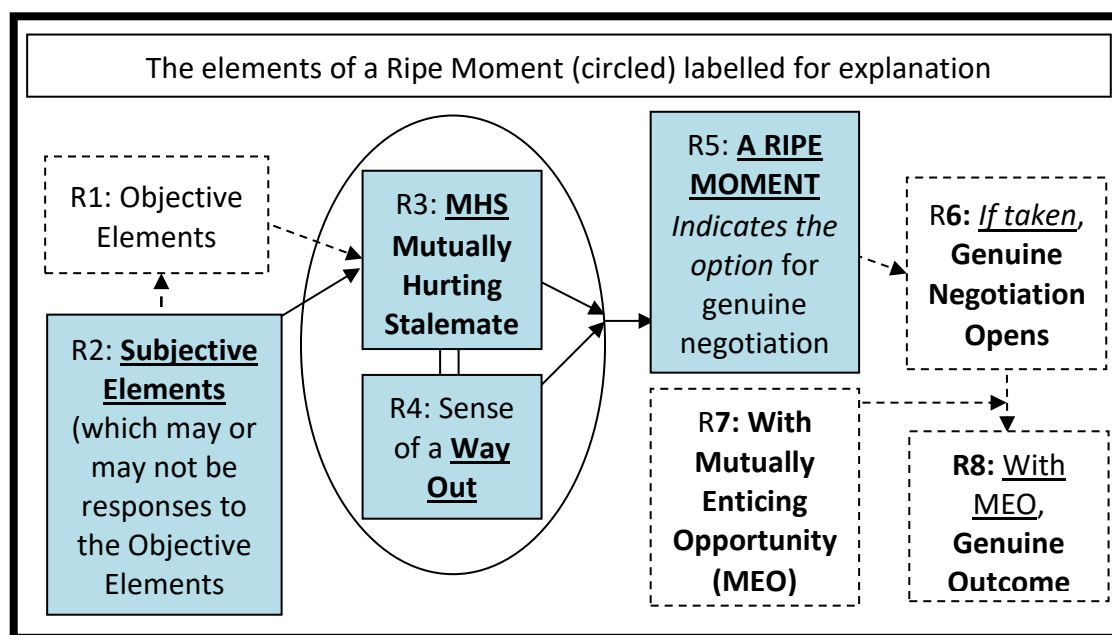 The elements of a Ripe Moment (circled) labelled for explanation
R1: Objective
Elements
R2: Subjective
Elements
(which may or
may not be
responses to
the Objective
Elements
R3: MHS
Mutually
Hurting
Stalemate
R4: Sense
of a Way
Out
R5: A RIPE
MOMENT
Indicates the
option for
genuine
negotiation
R6: If taken,
Genuine
Negotiation
Opens
R7: With
Mutually
Enticing
Opportunity
(MEO)
R8: With
MEO,
Genuine
Outcome